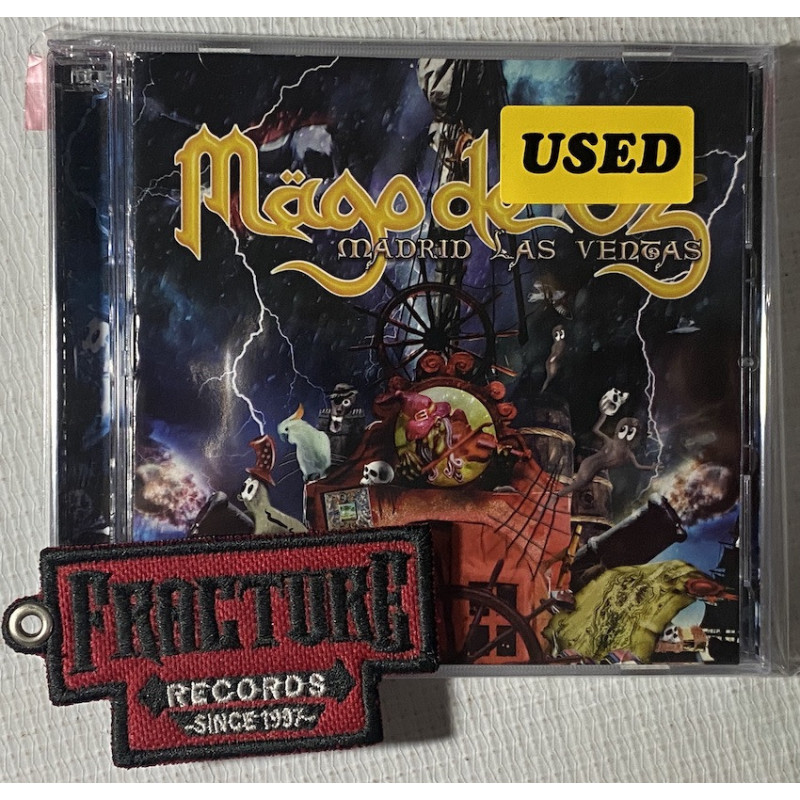 Mägo de Oz
USED
MADRID LAS VENTAS
FRACTURE
RECORDS
-SINCE 1997-